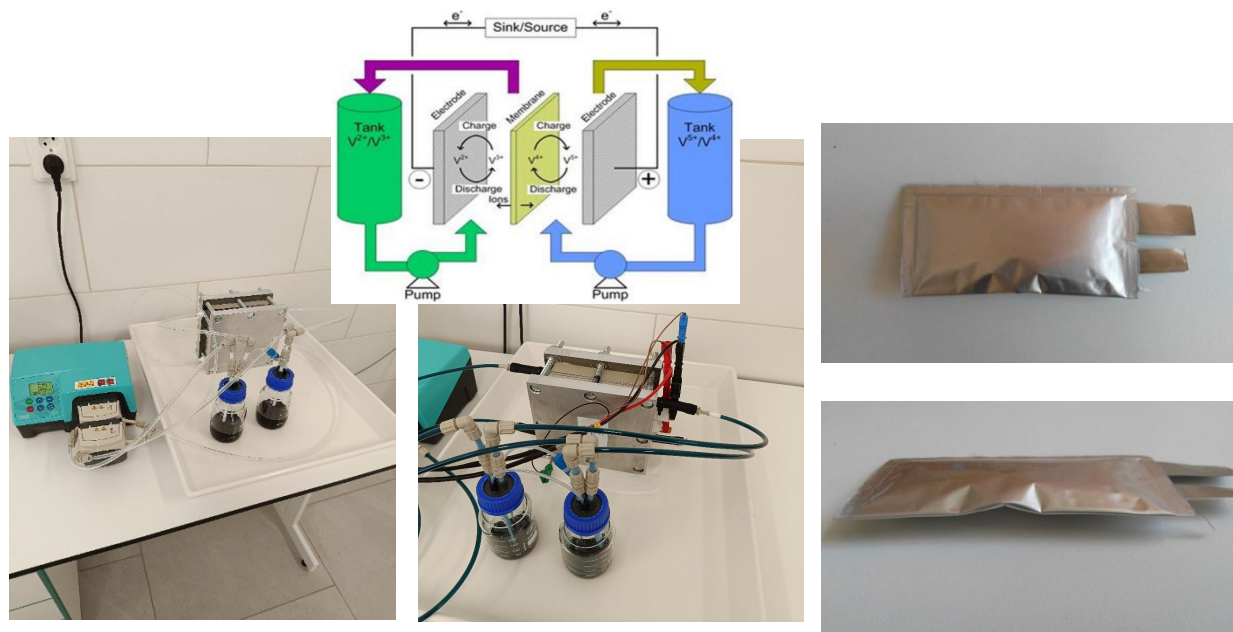 e-
e-
Sink/Source
Electrode
Membrane
Electrode
Tank
V2+/V3+
Charge
Charge
Tank
V5+/V4+
V2+
V3+
V4+
V5+
-
+
Discharge
Discharge
Ions
Pump
Pump